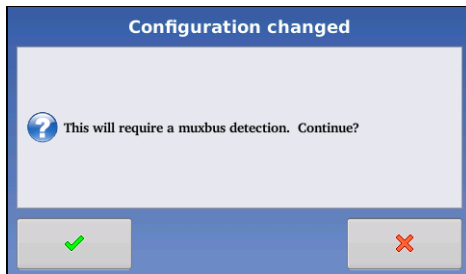 Configuration changed
This will require a muxbus detection.  Continue?